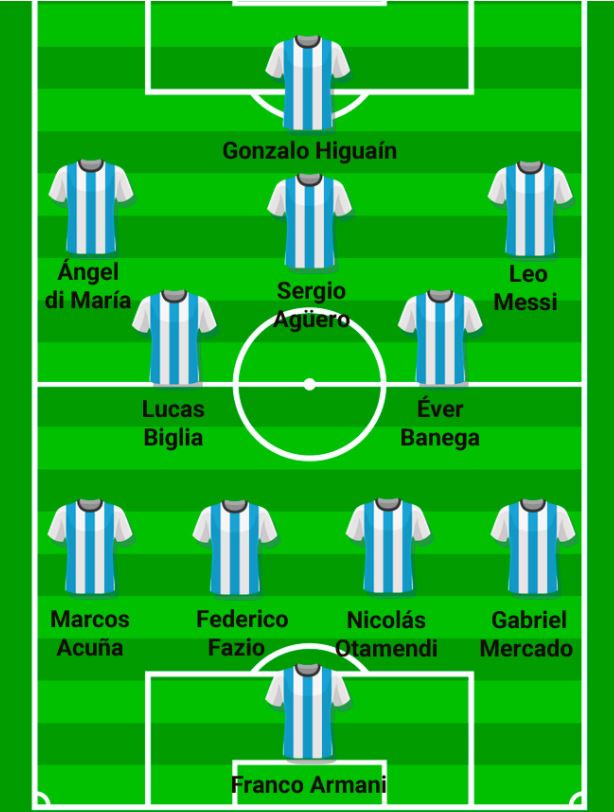 Gonzalo Higuaín
Ángel
di María
Sergio
Agüero
Leo
Messi
Lucas
Biglia
Éver
Banega
Marcos
Acuña
Federico
Fazio
Nicolás
Otamendi
Gabriel
Mercado
Franco Armani